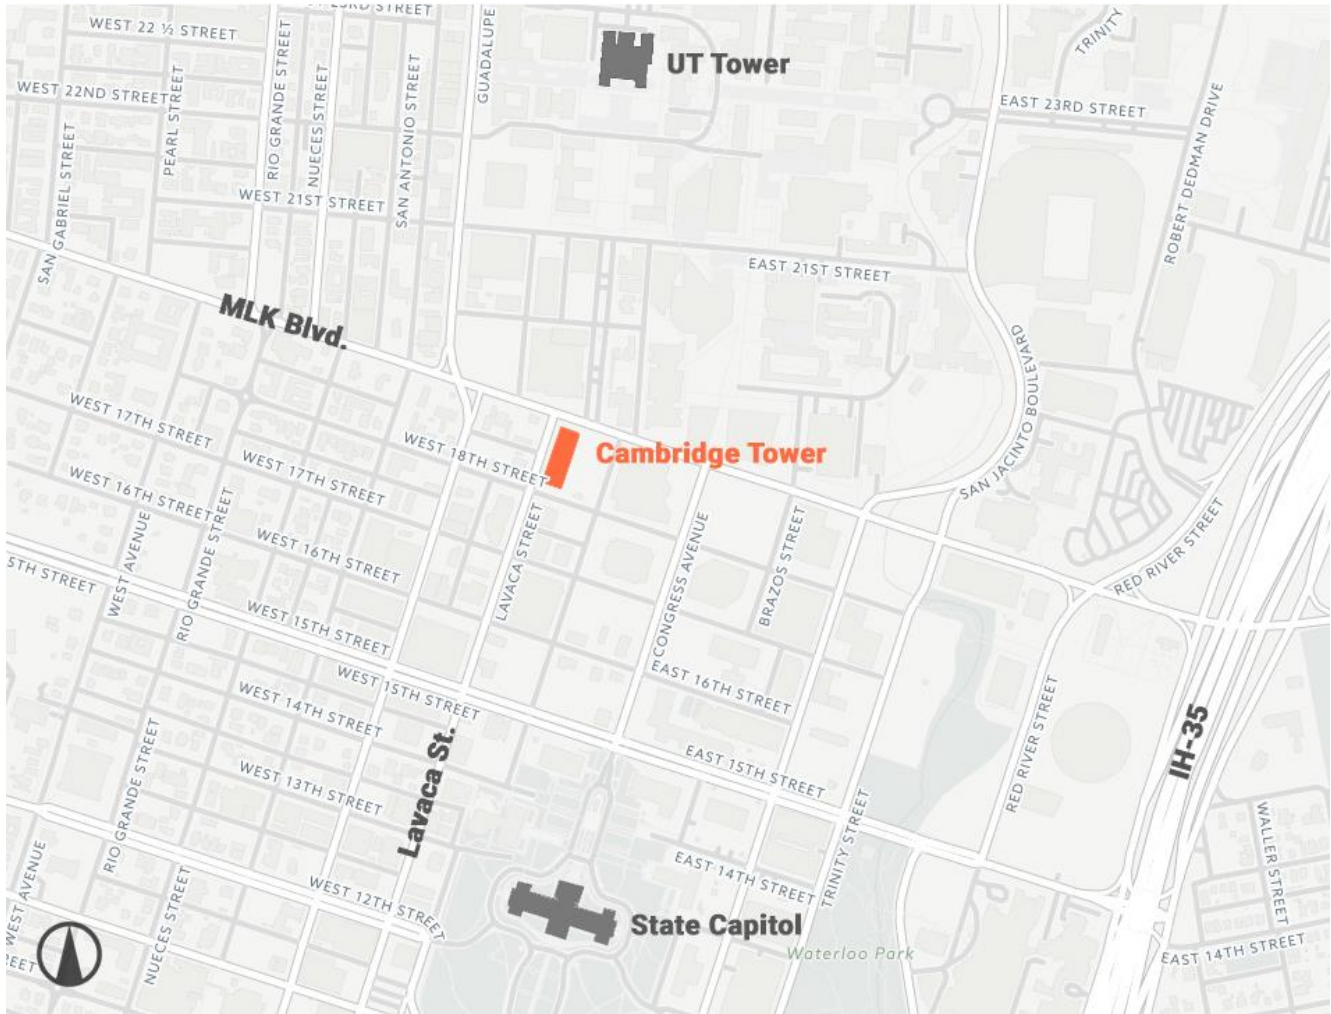 T 23RD STREET
WEST 22 ½ STREET
GUADALUPE
TRINITY
UT Tower
WEST 22ND STREET
EAST 23RD STREET
PEARL STREET
RIO GRANDE STREET
NUECES STREET
SAN ANTONIO STREET
ROBERT DEDMAN DRIVE
SAN GABRIEL STREET
WEST 21ST STREET
EAST 21ST STREET
MLK Blvd.
SAN JACINTO BOULEVARD
WEST 17TH STREET
WEST 18TH STREET
Cambridge Tower
WEST 17TH STREET
WEST 16TH STREET
LAVACA STREET
CONGRESS AVENUE
BRAZOS STREET
RED RIVER STREET
WEST AVENUE
RIO GRANDE STREET
WEST 16TH STREET
5TH STREET
WEST 15TH STREET
EAST 16TH STREET
WEST 15TH STREET
WEST 14TH STREET
EAST 15TH STREET
RED RIVER STREET
IH-35
Lavaca St.
WEST 13TH STREET
RIO GRANDE STREET
TRINITY STREET
WALLER STREET
EAST 14TH STREET
WEST 12TH STREET
WEST AVENUE
NUECES STREET
State Capitol
Waterloo Park
EAST 14TH STREET
EET